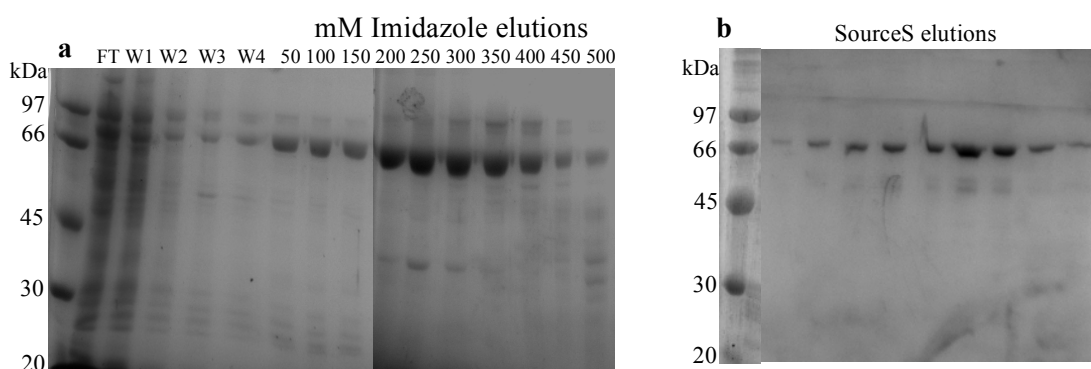 mM Imidazole elutions
a
FT W1 W2 W3 W4 50 100 150 200 250 300 350 400 450 500
kDa
97
66
45
30
20
b
SourceS elutions
kDa
97
66
45
30
20